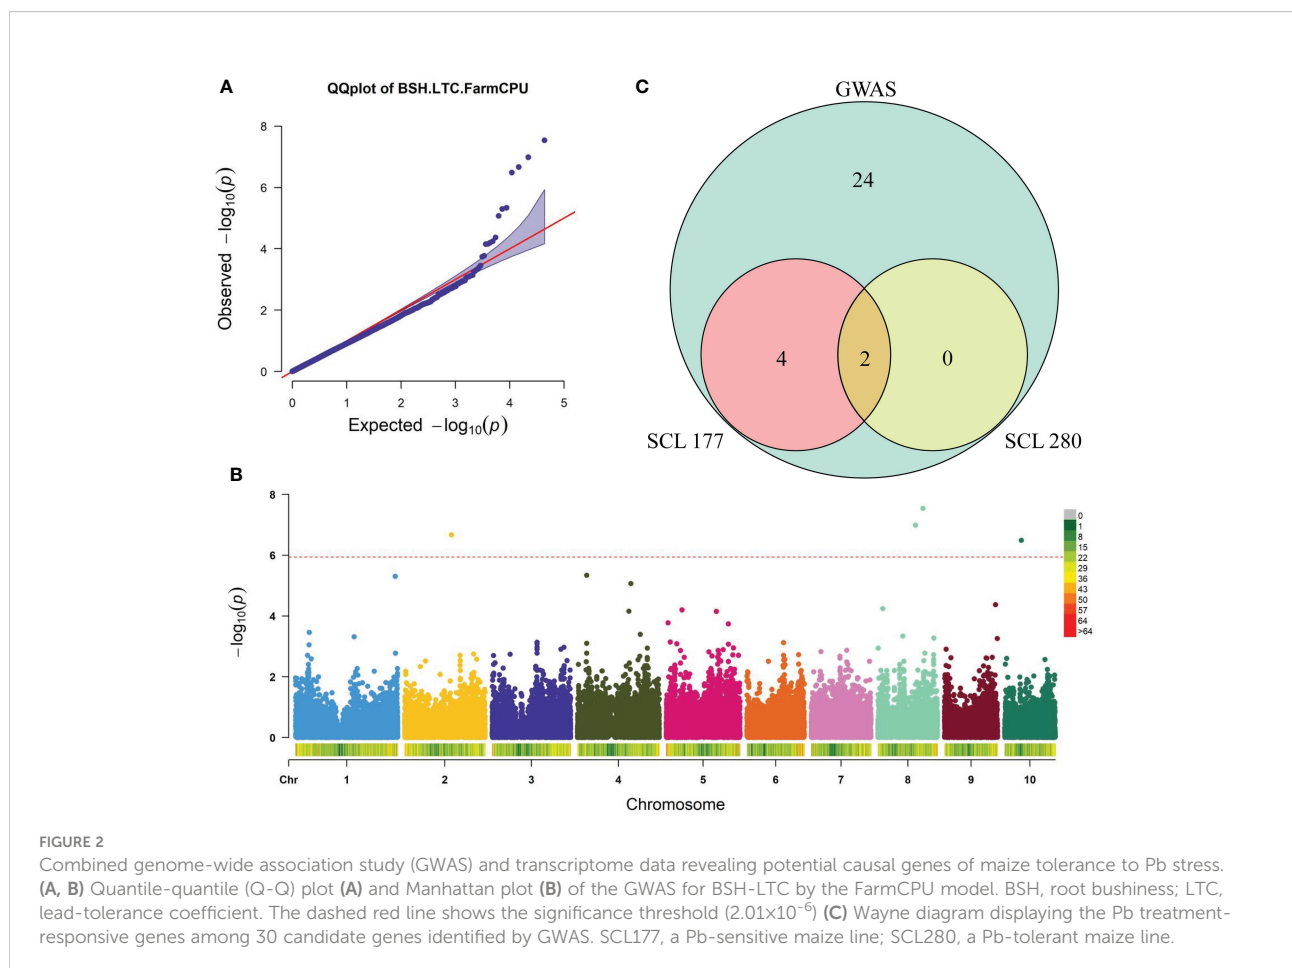 A
QQplot of BSH.LTC.FarmCPU
Observed −log₁₀(p)
8
6
4
2
0
0 1 2 3 4 5
Expected −log₁₀(p)
C
GWAS
24
4
2
0
SCL 177
SCL 280
B
−log₁₀(p)
8
6
4
2
0
Chr 1 2 3 4 5 6 7 8 9 10
Chromosome
0
1
8
15
22
29
36
43
50
57
64
>64
FIGURE 2
Combined genome-wide association study (GWAS) and transcriptome data revealing potential causal genes of maize tolerance to Pb stress.
(A, B) Quantile-quantile (Q-Q) plot (A) and Manhattan plot (B) of the GWAS for BSH-LTC by the FarmCPU model. BSH, root bushiness; LTC,
lead-tolerance coefficient. The dashed red line shows the significance threshold (2.01×10⁻⁶) (C) Wayne diagram displaying the Pb treatment-
responsive genes among 30 candidate genes identified by GWAS. SCL177, a Pb-sensitive maize line; SCL280, a Pb-tolerant maize line.